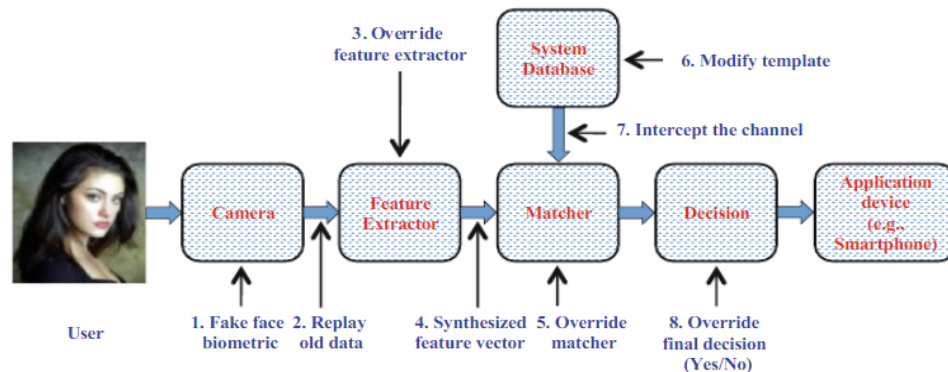 3. Override
feature extractor
System
Database
6. Modify template
7. Intercept the channel
Camera
Feature
Extractor
Matcher
Decision
Application
device
(e.g.,
Smartphone)
User
1. Fake face
biometric
2. Replay
old data
4. Synthesized
feature vector
5. Override
matcher
8. Override
final decision
(Yes/No)